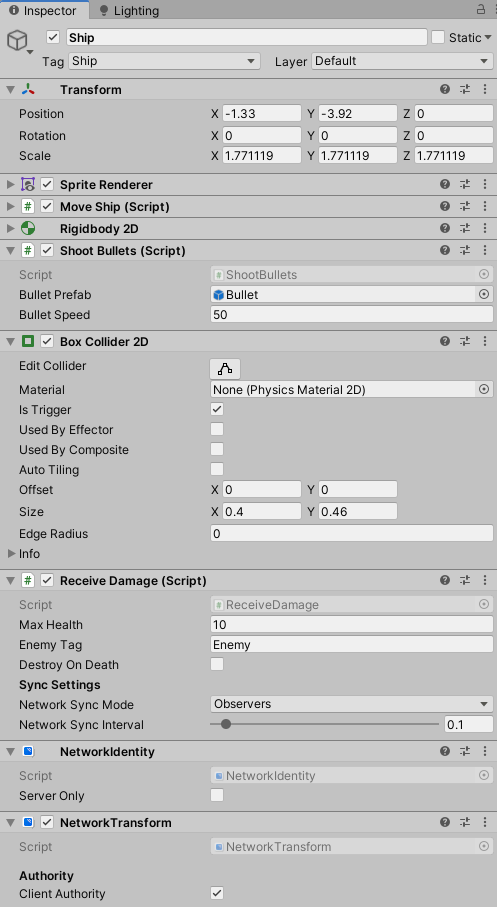 Inspector Lighting
Ship Static
Tag Ship Layer Default
Transform
Position X -1.33 Y -3.92 Z 0
Rotation X 0 Y 0 Z 0
Scale X 1.771119 Y 1.771119 Z 1.771119
Sprite Renderer
# Move Ship (Script)
Rigidbody 2D
# Shoot Bullets (Script)
Script # ShootBullets
Bullet Prefab Bullet
Bullet Speed 50
Box Collider 2D
Edit Collider
Material None (Physics Material 2D)
Is Trigger
Used By Effector
Used By Composite
Auto Tiling
Offset X 0 Y 0
Size X 0.4 Y 0.46
Edge Radius 0
Info
# Receive Damage (Script)
Script # ReceiveDamage
Max Health 10
Enemy Tag Enemy
Destroy On Death
Sync Settings
Network Sync Mode Observers
Network Sync Interval 0.1
NetworkIdentity
Script NetworkIdentity
Server Only
NetworkTransform
Script NetworkTransform
Authority
Client Authority